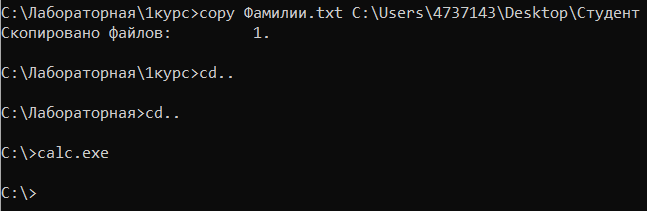 C:\Лабораторная\1курс>copy Фамилии.txt C:\Users\4737143\Desktop\Студент
Скопировано файлов:         1.
C:\Лабораторная\1курс>cd..
C:\Лабораторная>cd..
C:\>calc.exe
C:\>